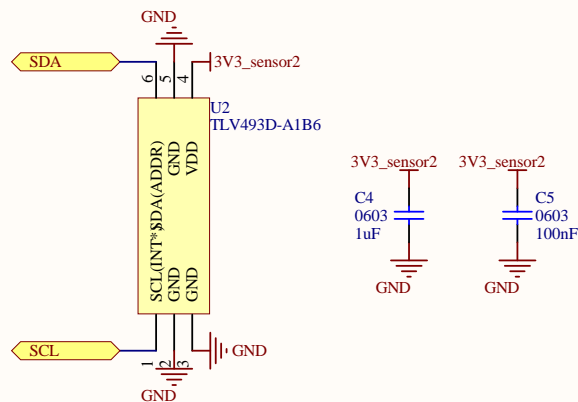 GND
SDA
3V3_sensor2
6
5
4
U2
TLV493D-A1B6
SCL(INT*)
SDA(ADDR)
GND
VDD
GND
GND
3V3_sensor2
3V3_sensor2
C4
0603
1uF
C5
0603
100nF
GND
GND
SCL
1
2
3
GND
GND